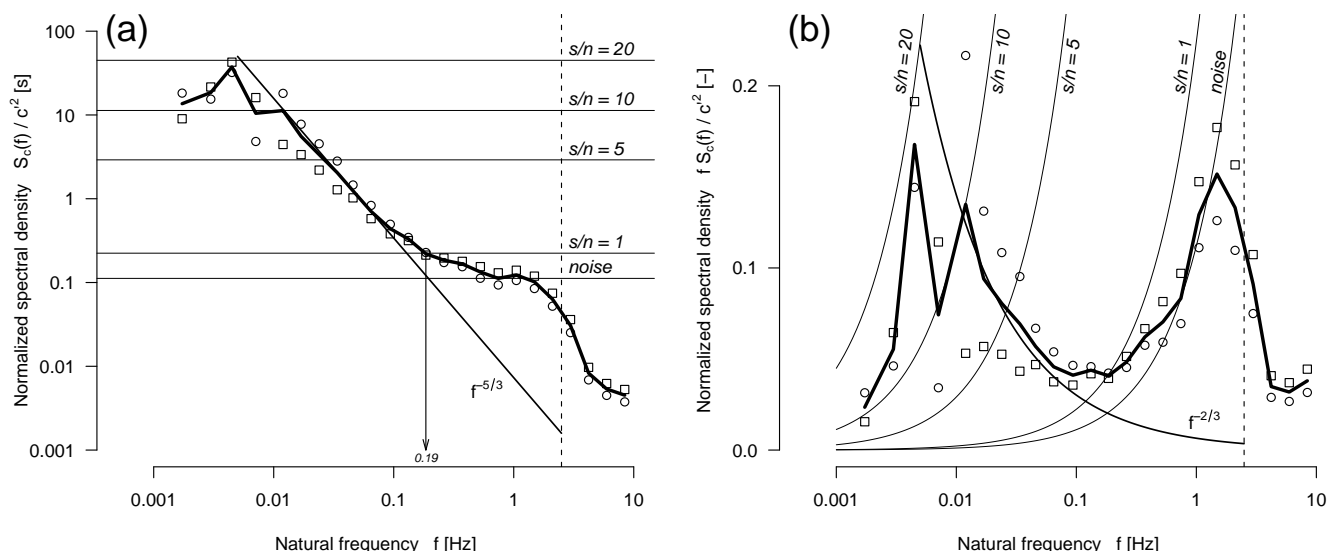 (a)
Normalized spectral density S_c(f) / c'^2 [s]
100
10
1
0.1
0.01
0.001
s/n = 20
s/n = 10
s/n = 5
s/n = 1
noise
f^−5/3
0.19
0.001
0.01
0.1
1
10
Natural frequency f [Hz]
(b)
Normalized spectral density f S_c(f) / c'^2 [−]
0.2
0.1
0.0
s/n = 20
s/n = 10
s/n = 5
s/n = 1
noise
f^−2/3
0.001
0.01
0.1
1
10
Natural frequency f [Hz]